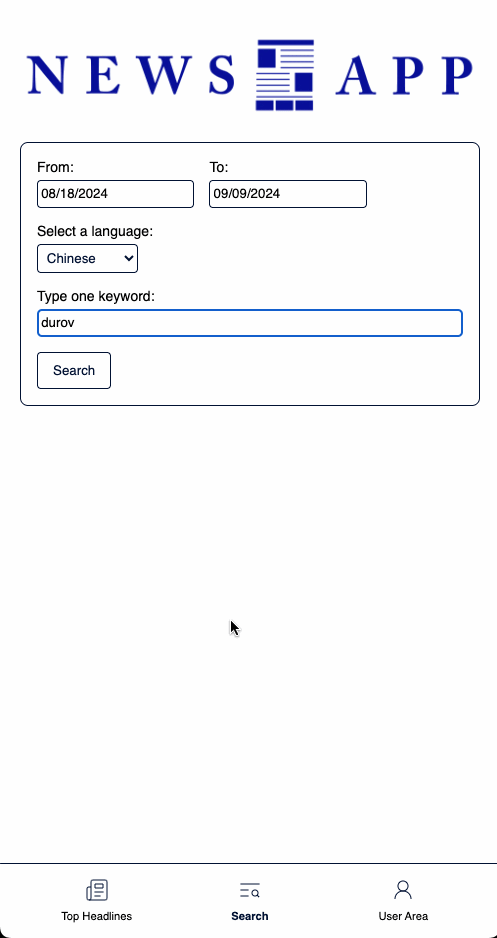 NEWS APP
From: To:
08/18/2024 09/09/2024
Select a language:
Chinese
Type one keyword:
durov
Search
Top Headlines Search User Area